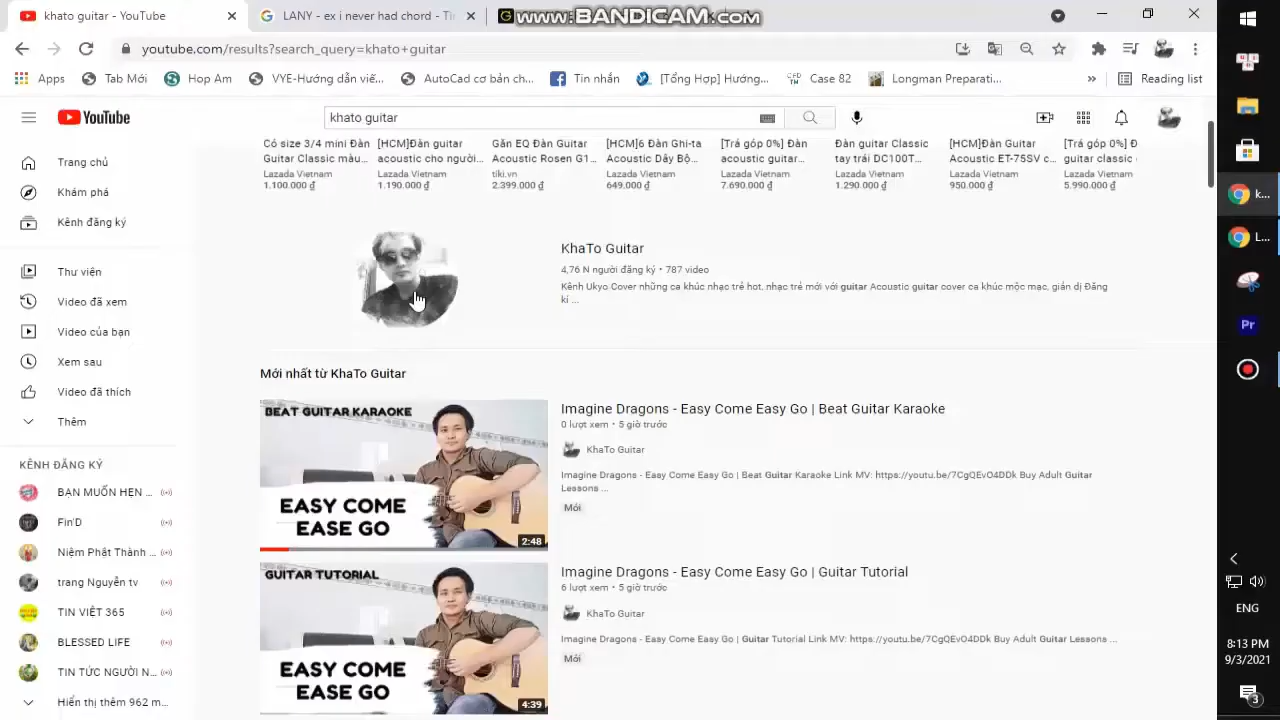 khato guitar - YouTube
LANY - ex i never had chord - Ti
www.BANDICAM.com
youtube.com/results?search_query=khato+guitar
Apps
Tab Mới
Hop Am
VYE-Hướng dẫn viê...
AutoCad cơ bản ch...
Tin nhắn
[Tổng Hợp] Hướng...
Case 82
Longman Preparati...
»
Reading list
YouTube
khato guitar
Trang chủ
Khám phá
Kênh đăng ký
Thư viện
Video đã xem
Video của bạn
Xem sau
Video đã thích
Thêm
KÊNH ĐĂNG KÝ
BẠN MUỐN HẸN ...
Fin'D
Niệm Phật Thành ...
trang Nguyễn tv
TIN VIỆT 365
BLESSED LIFE
TIN TỨC NGƯỜI N...
Hiển thị thêm 962 m...
Có size 3/4 mini Đàn
Guitar Classic màu...
Lazada Vietnam
1.100.000 ₫
[HCM]Đàn guitar
acoustic cho người...
Lazada Vietnam
1.190.000 ₫
Gắn EQ Đàn Guitar
Acoustic Rosen G1...
tiki.vn
2.399.000 ₫
[HCM]6 Đàn Ghi-ta
Acoustic Dây Bộ...
Lazada Vietnam
649.000 ₫
[Trả góp 0%] Đàn
acoustic guitar...
Lazada Vietnam
7.690.000 ₫
Đàn guitar Classic
tay trái DC100T...
Lazada Vietnam
1.290.000 ₫
[HCM]Đàn Guitar
Acoustic ET-75SV c...
Lazada Vietnam
950.000 ₫
[Trả góp 0%] Đ
guitar classic
Lazada Vietnam
5.990.000 ₫
KhaTo Guitar
4,76 N người đăng ký • 787 video
Kênh Ukyo Cover những ca khúc nhạc trẻ hot, nhạc trẻ mới với guitar Acoustic guitar cover ca khúc mộc mạc, giản dị Đăng
kí ...
Mới nhất từ KhaTo Guitar
BEAT GUITAR KARAOKE
EASY COME
EASE GO
2:48
Imagine Dragons - Easy Come Easy Go | Beat Guitar Karaoke
0 lượt xem • 5 giờ trước
KhaTo Guitar
Imagine Dragons - Easy Come Easy Go | Beat Guitar Karaoke Link MV: https://youtu.be/7CgQEvO4DDk Buy Adult Guitar
Lessons ...
Mới
GUITAR TUTORIAL
EASY COME
EASE GO
4:39
Imagine Dragons - Easy Come Easy Go | Guitar Tutorial
6 lượt xem • 5 giờ trước
KhaTo Guitar
Imagine Dragons - Easy Come Easy Go | Guitar Tutorial Link MV: https://youtu.be/7CgQEvO4DDk Buy Adult Guitar Lessons ...
Mới
k...
L...
Pr
ENG
8:13 PM
9/3/2021
3